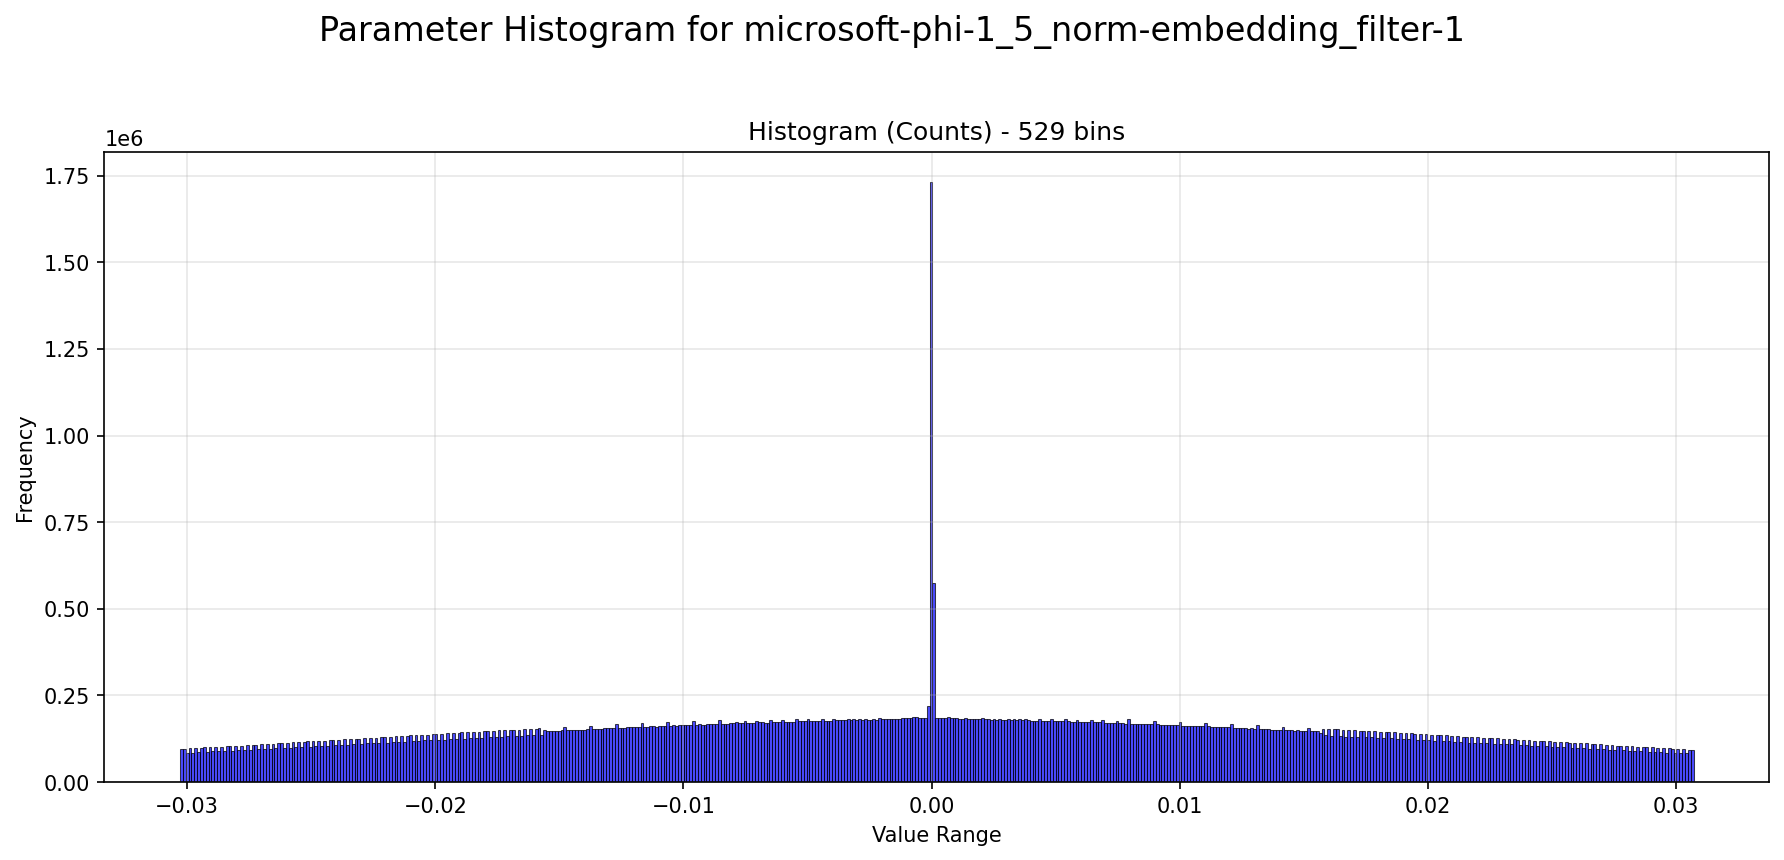 Parameter Histogram for microsoft-phi-1_5_norm-embedding_filter-1
Histogram (Counts) - 529 bins
1e6
1.75
1.50
1.25
1.00
0.75
0.50
0.25
0.00
Frequency
−0.03 −0.02 −0.01 0.00 0.01 0.02 0.03
Value Range